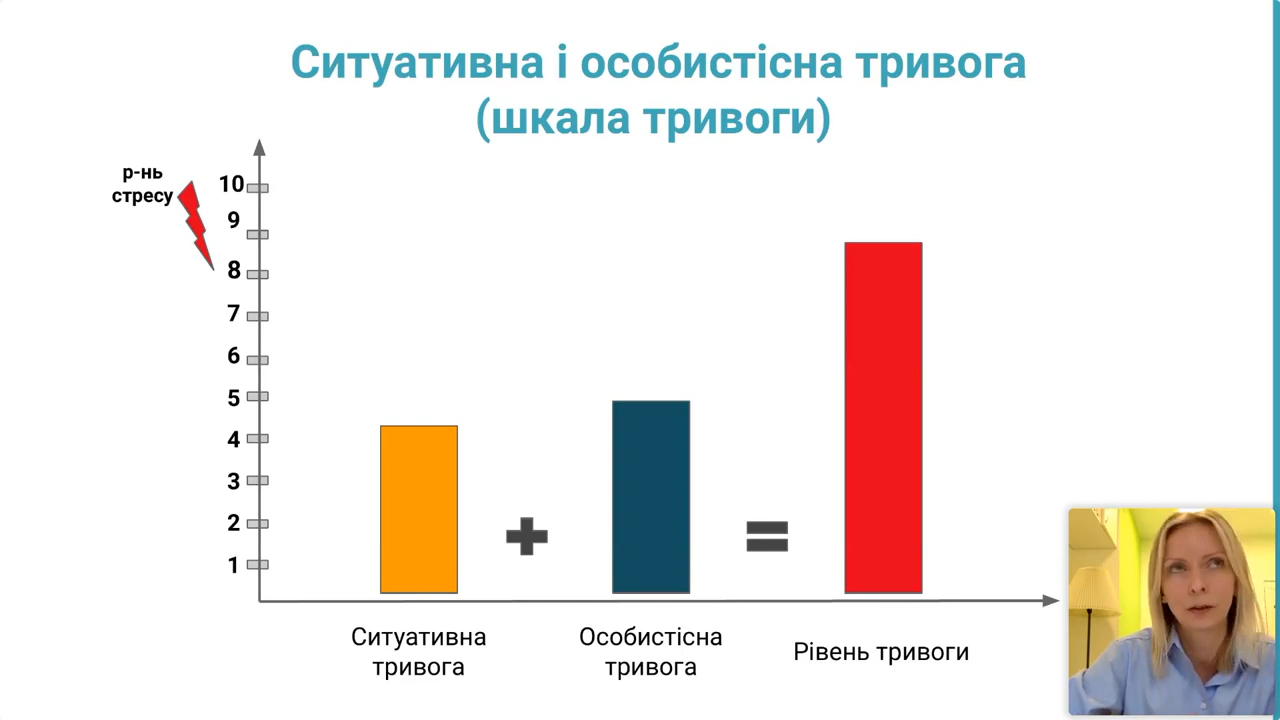 Ситуативна і особистісна тривога
(шкала тривоги)
р-нь
стресу
10
9
8
7
6
5
4
3
2
1
Ситуативна
тривога
Особистісна
тривога
Рівень тривоги